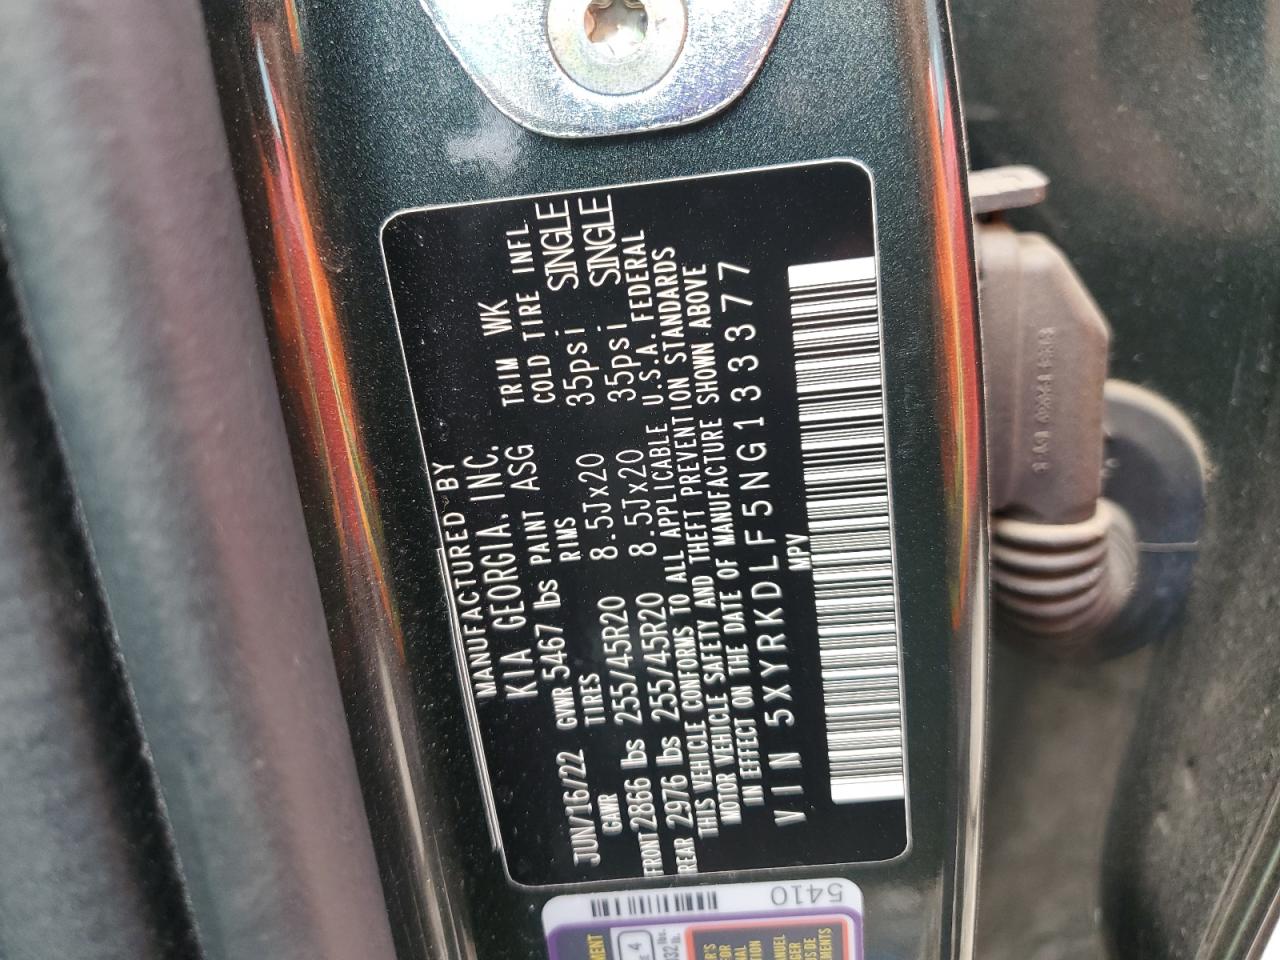 MANUFACTURED BY
KIA GEORGIA, INC.
JUN/16/22 GVWR 5467 lbs PAINT ASG TRIM WK
GAWR TIRES RIMS COLD TIRE INFL
FRONT 2866 lbs 255/45R20 8.5Jx20 35psi SINGLE
REAR 2976 lbs 255/45R20 8.5Jx20 35psi SINGLE
THIS VEHICLE CONFORMS TO ALL APPLICABLE U.S.A. FEDERAL
MOTOR VEHICLE SAFETY AND THEFT PREVENTION STANDARDS
IN EFFECT ON THE DATE OF MANUFACTURE SHOWN ABOVE
VIN 5XYRKDLF5NG133377
MPV
5410
4